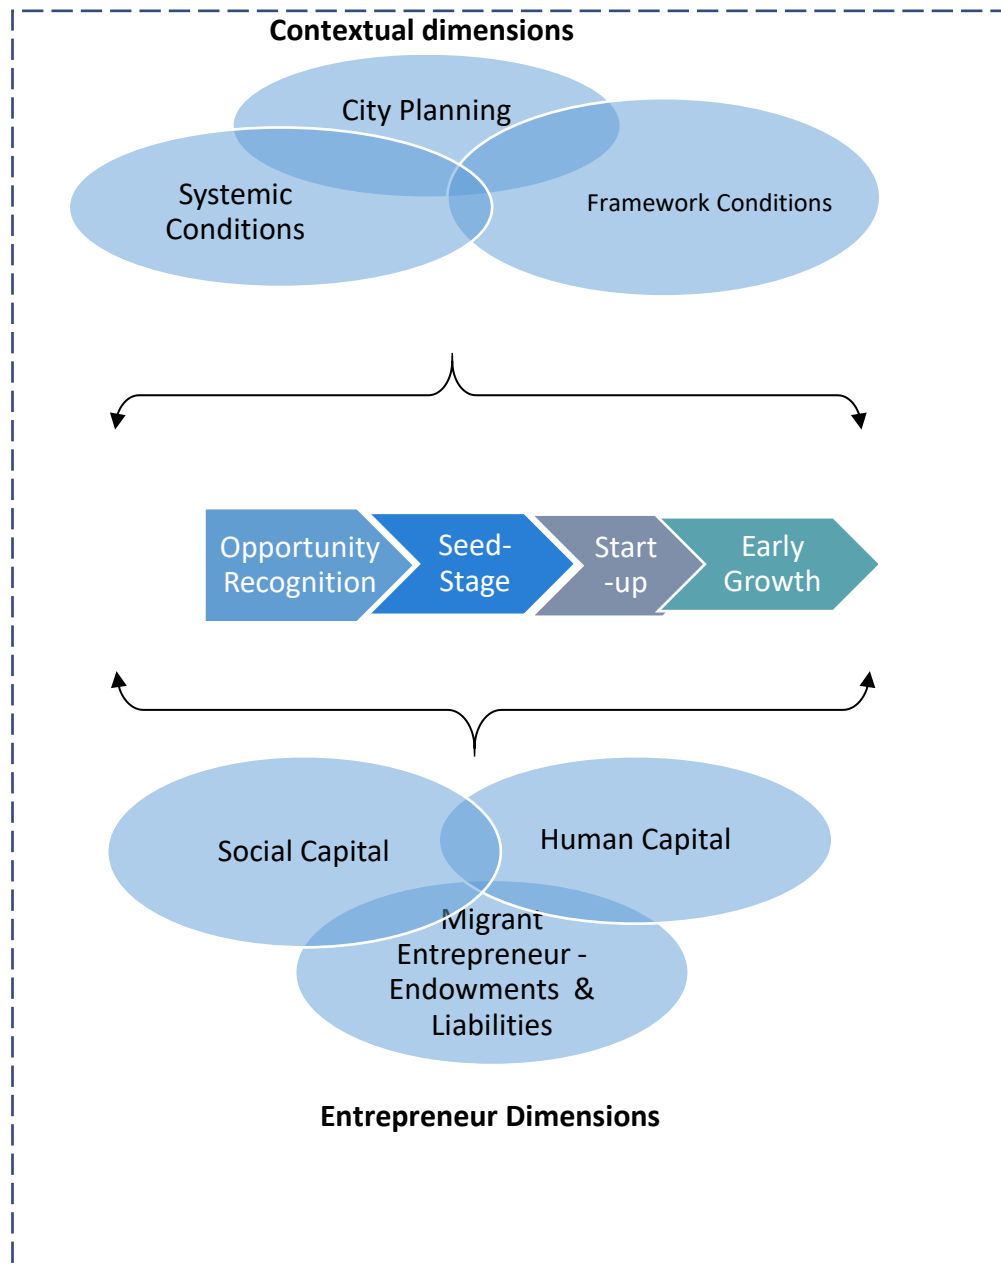 Contextual dimensions
City Planning
Systemic
Conditions
Framework Conditions
Opportunity
Recognition
Seed-
Stage
Start
-up
Early
Growth
Social Capital
Human Capital
Migrant
Entrepreneur -
Endowments & 
Liabilities
Entrepreneur Dimensions